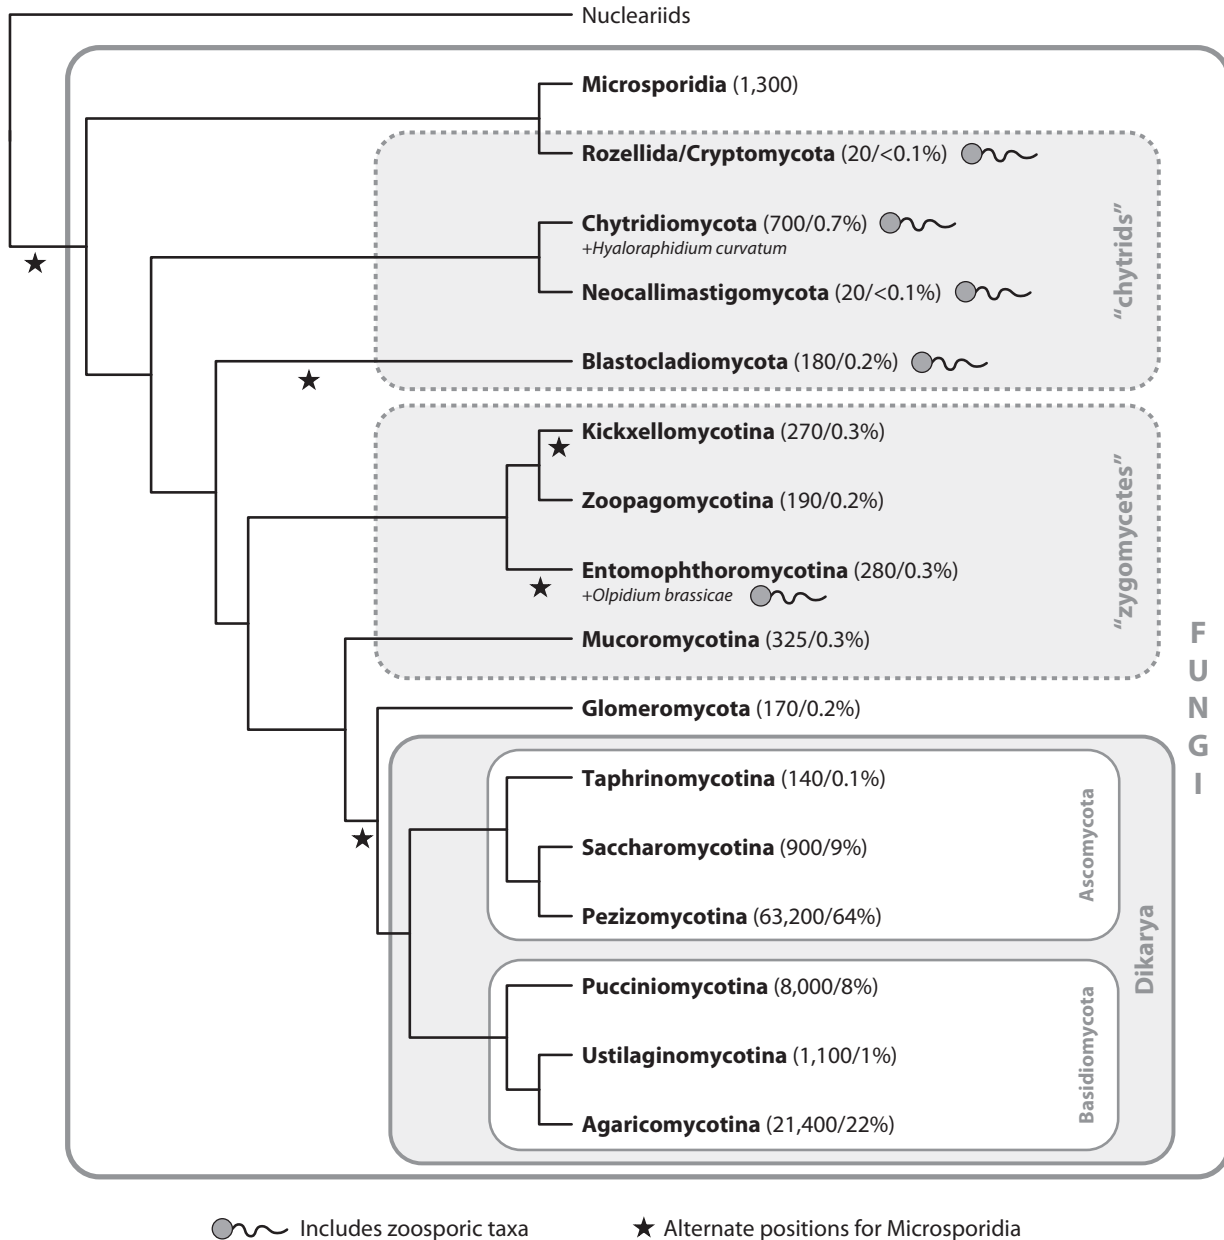 Nucleariids
Microsporidia (1,300)
Rozellida/Cryptomycota (20/<0.1%)
Chytridiomycota (700/0.7%)
+Hyaloraphidium curvatum
Neocallimastigomycota (20/<0.1%)
Blastocladiomycota (180/0.2%)
"chytrids"
Kickxellomycotina (270/0.3%)
Zoopagomycotina (190/0.2%)
Entomophthoromycotina (280/0.3%)
+Olpidium brassicae
Mucoromycotina (325/0.3%)
"zygomycetes"
Glomeromycota (170/0.2%)
Taphrinomycotina (140/0.1%)
Saccharomycotina (900/9%)
Pezizomycotina (63,200/64%)
Ascomycota
Pucciniomycotina (8,000/8%)
Ustilaginomycotina (1,100/1%)
Agaricomycotina (21,400/22%)
Basidiomycota
Dikarya
FUNGI
Includes zoosporic taxa
Alternate positions for Microsporidia